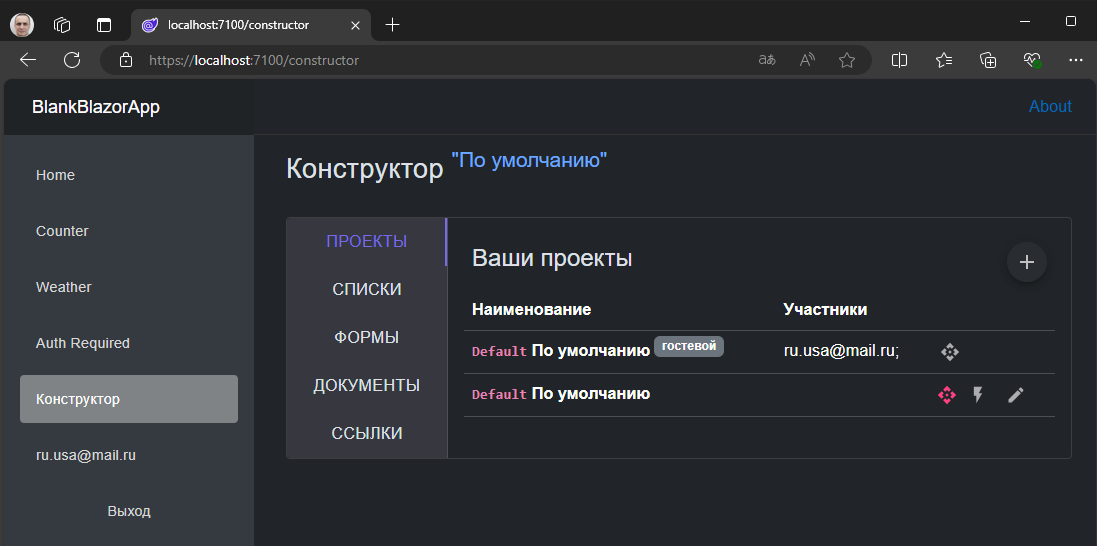 localhost:7100/constructor
https://localhost:7100/constructor
BlankBlazorApp
About
Home
Counter
Weather
Auth Required
Конструктор
ru.usa@mail.ru
Выход
Конструктор "По умолчанию"
ПРОЕКТЫ
СПИСКИ
ФОРМЫ
ДОКУМЕНТЫ
ССЫЛКИ
Ваши проекты
Наименование Участники
Default По умолчанию гостевой ru.usa@mail.ru;
Default По умолчанию